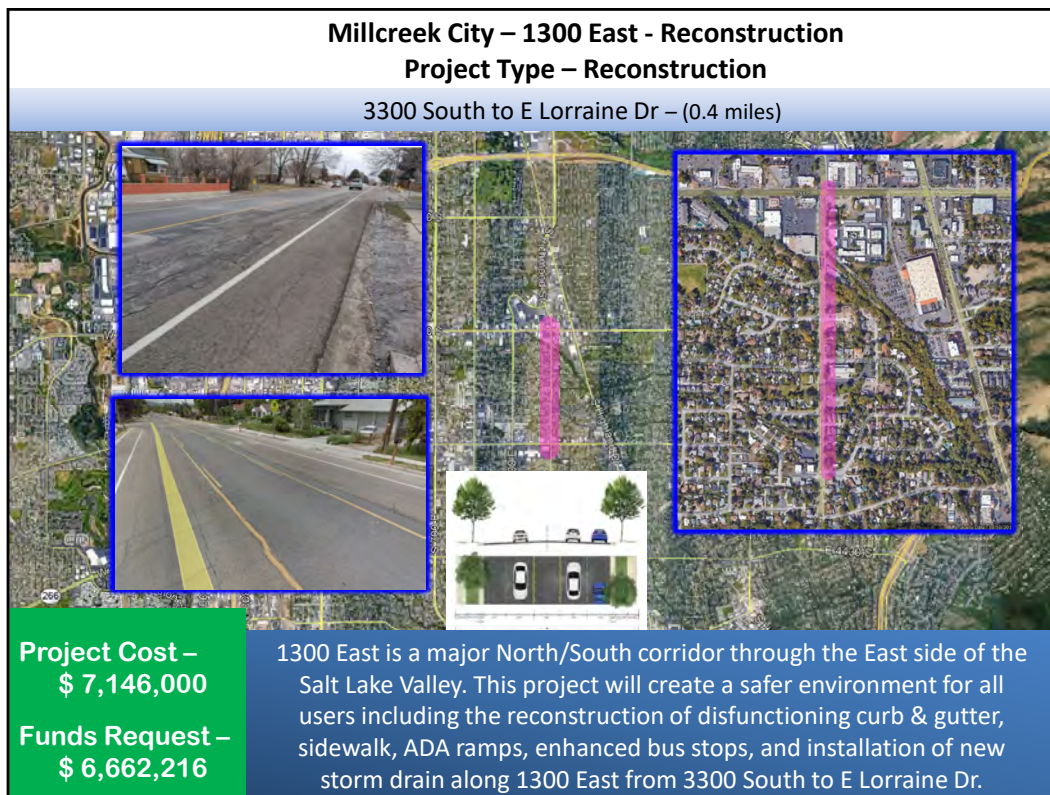 Millcreek City – 1300 East - Reconstruction
Project Type – Reconstruction
3300 South to E Lorraine Dr – (0.4 miles)
266
Project Cost –
$ 7,146,000
Funds Request –
$ 6,662,216
1300 East is a major North/South corridor through the East side of the
Salt Lake Valley. This project will create a safer environment for all
users including the reconstruction of disfunctioning curb & gutter,
sidewalk, ADA ramps, enhanced bus stops, and installation of new
storm drain along 1300 East from 3300 South to E Lorraine Dr.